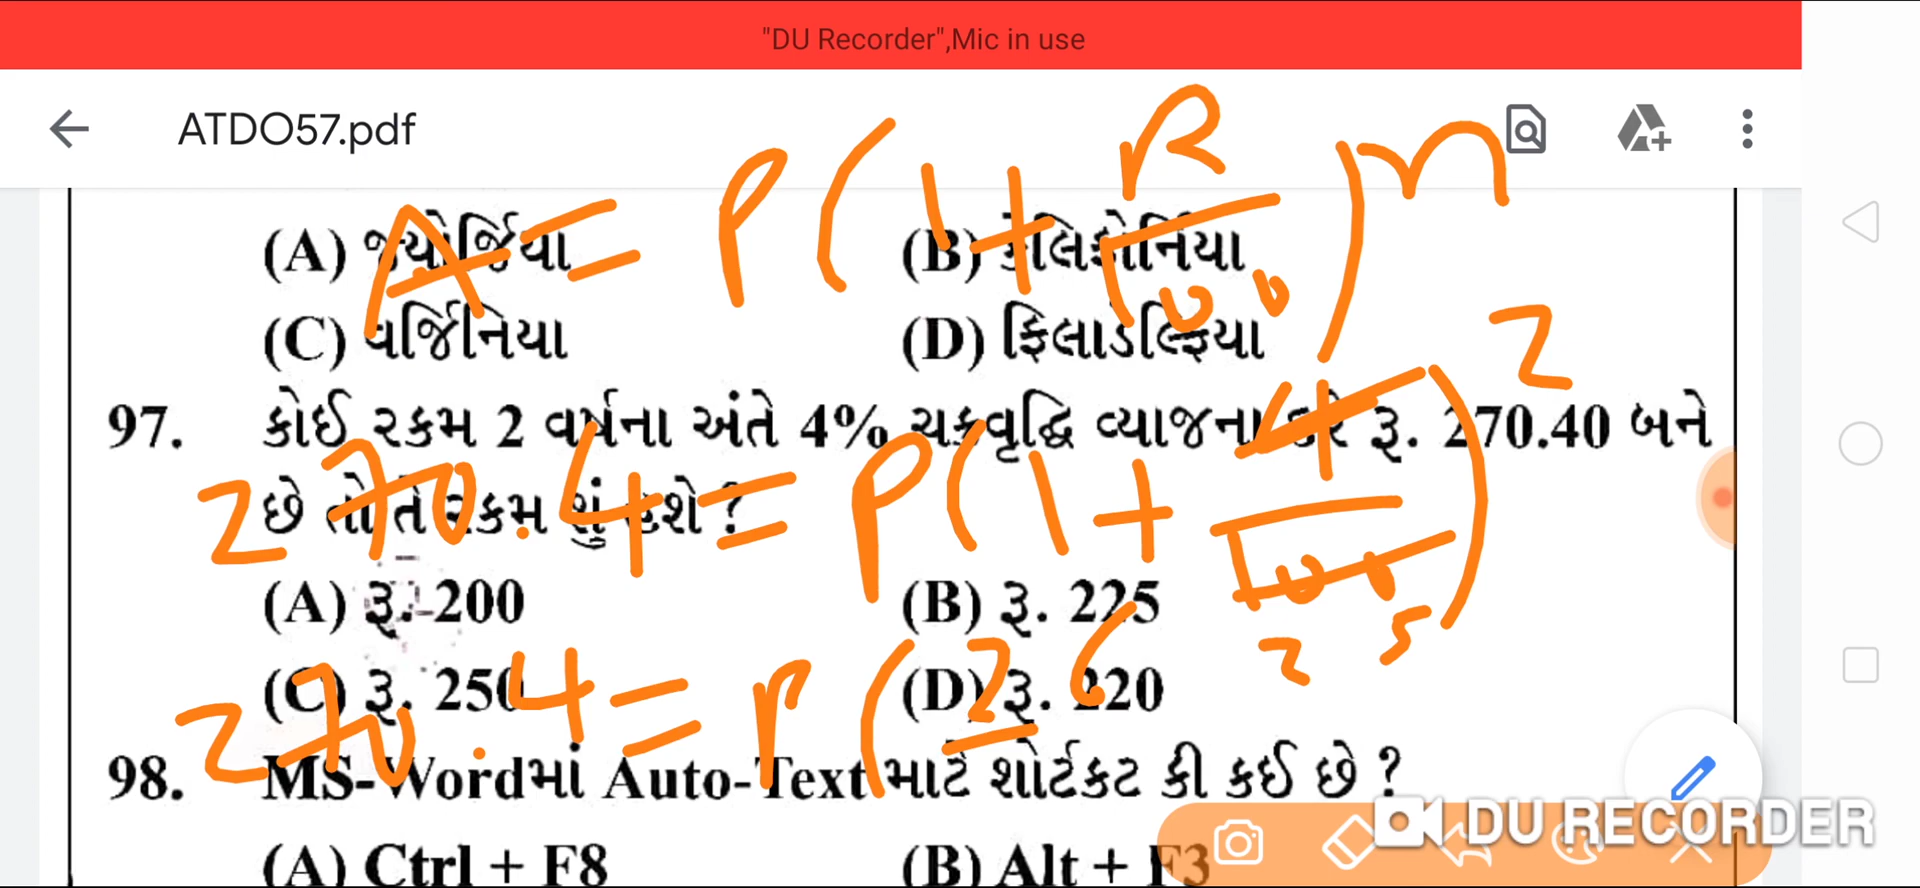 "DU Recorder",Mic in use
ATDO57.pdf
A = P(1 + R/100)n
(A) જ્યોર્જિયા (B) કેલિફોર્નિયા
(C) વર્જિનિયા (D) ફિલાડેલ્ફિયા
97. કોઈ રકમ 2 વર્ષના અંતે 4% ચક્રવૃદ્ધિ વ્યાજના દરે રૂ. 270.40 બને
270.4 = P(1 + 4/100)2
છે તો તે રકમ શું હશે ?
(A) રૂ. 200 (B) રૂ. 225
25
(C) રૂ. 250 (D) રૂ. 220
270.4 = P(26
98. MS-Wordમાં Auto-Text માટે શોર્ટકટ કી કઈ છે ?
DU RECORDER
(A) Ctrl + F8 (B) Alt + F3